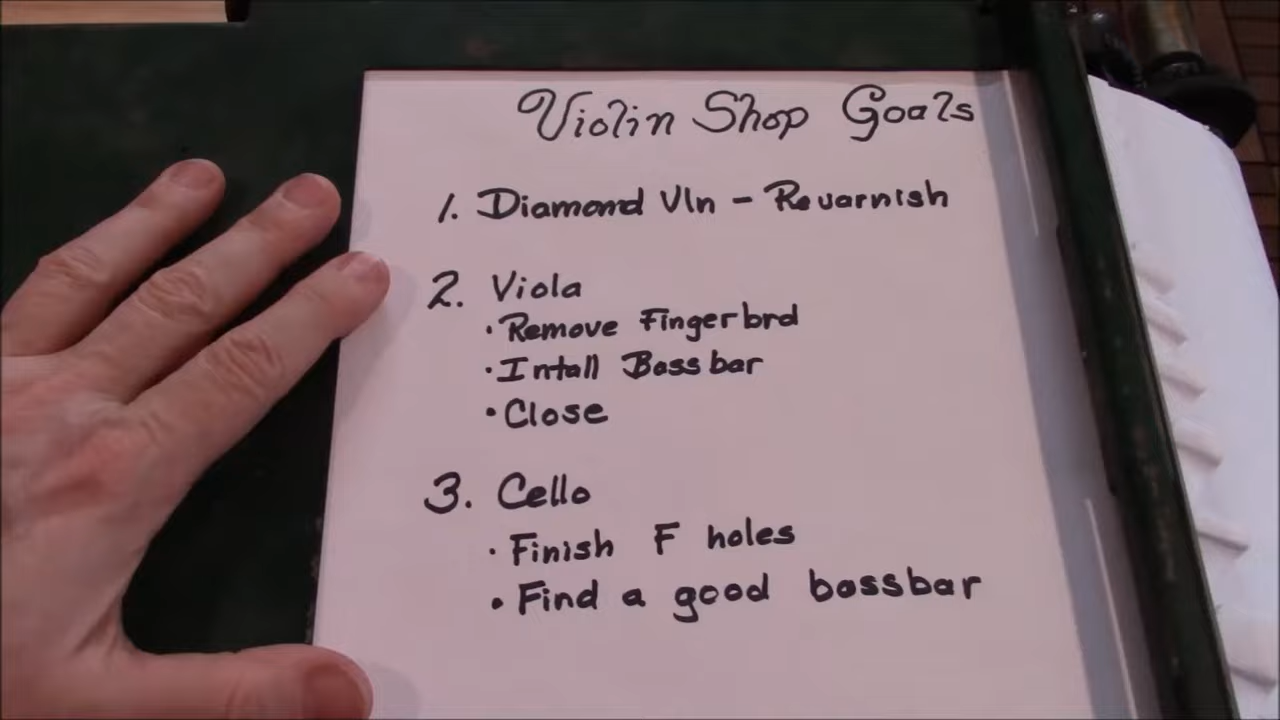 Violin Shop Goals
1. Diamond Vln - Revarnish
2. Viola
• Remove Fingerbrd
• Intall Bassbar
• Close
3. Cello
• Finish F holes
• Find a good bassbar